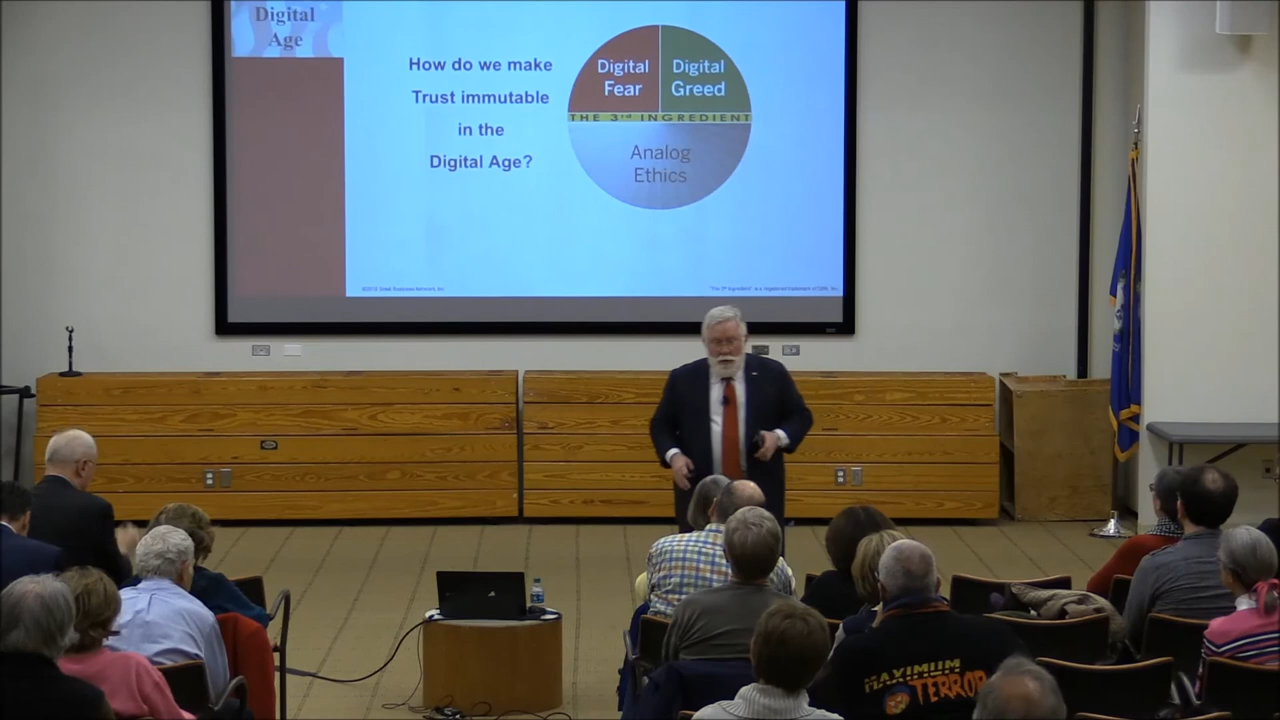 Digital
Age
How do we make
Trust immutable
in the
Digital Age?
Digital
Fear
Digital
Greed
THE 3rd INGREDIENT
Analog
Ethics
MAXIMUM
TERROR